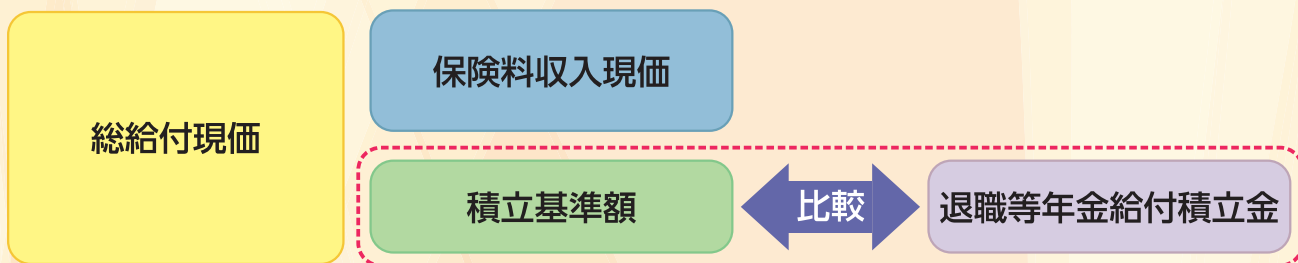 保険料収入現価
総給付現価
積立基準額
比較
退職等年金給付積立金